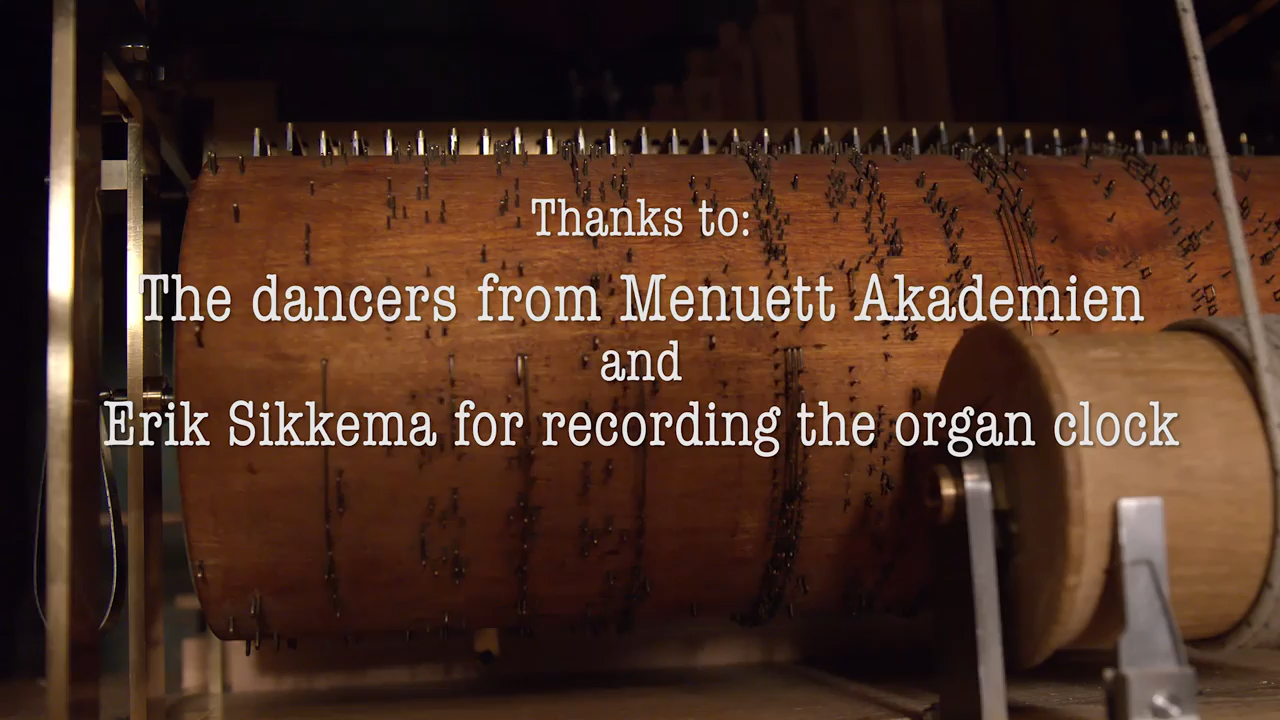 Thanks to:
The dancers from Menuett Akademien
and
Erik Sikkema for recording the organ clock